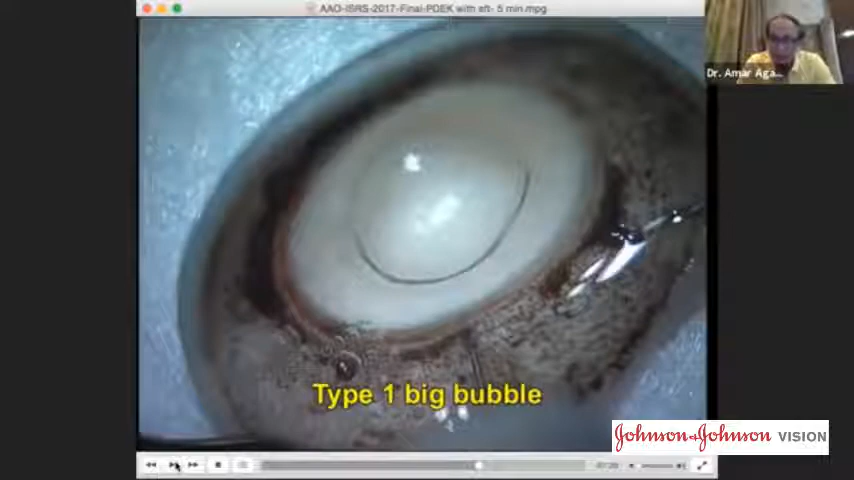 AAO-ISRS-2017-Final-PDEK with eft- 5 min.mpg
Dr. Amar Aga...
Type 1 big bubble
Johnson+Johnson VISION